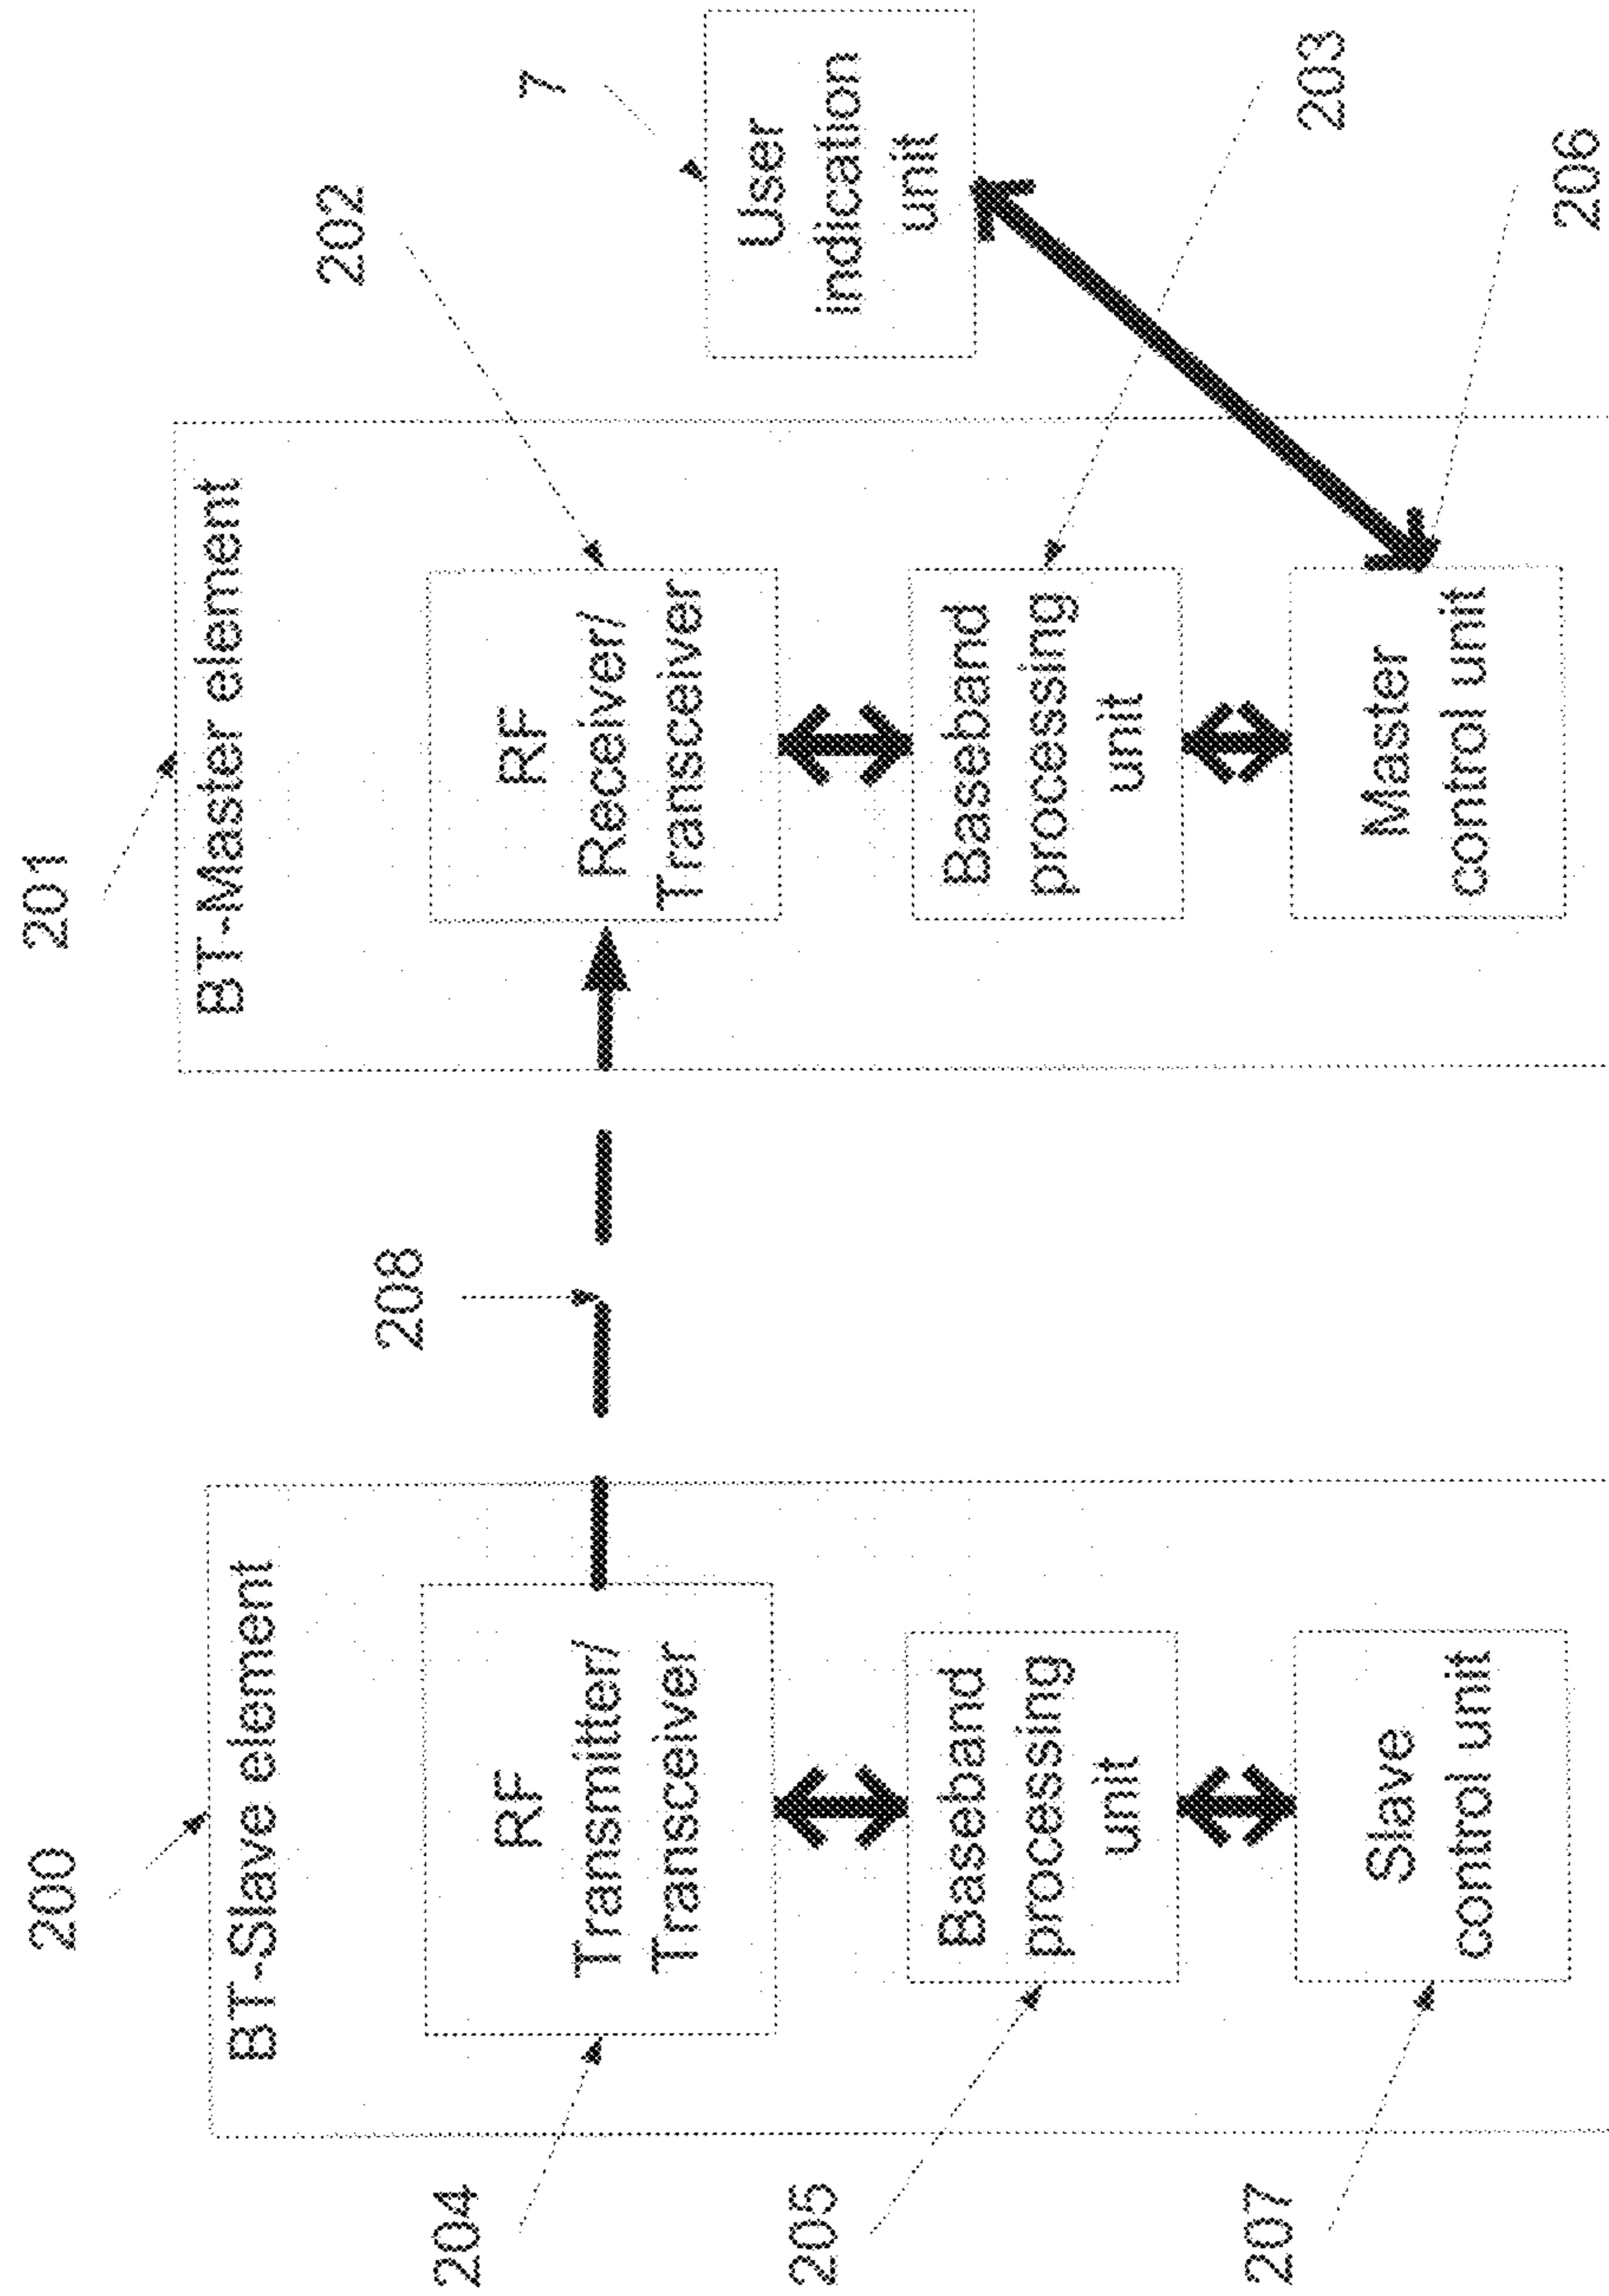 200
BT-Slave element
204
RF
Transmitter/
Transceiver
205
Baseband
processing
unit
207
Slave
control unit
208
201
BT-Master element
202
RF
Receiver/
Transceiver
203
Baseband
processing
unit
206
Master
control unit
7
User
indication
unit